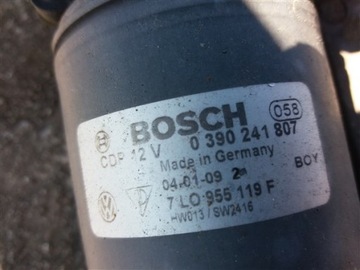 BOSCH
058
CDP 12 V 0 390 241 807
Made in Germany
04-01-09 2 BOY
7 L0 955 119 F
HW013 / SW2416